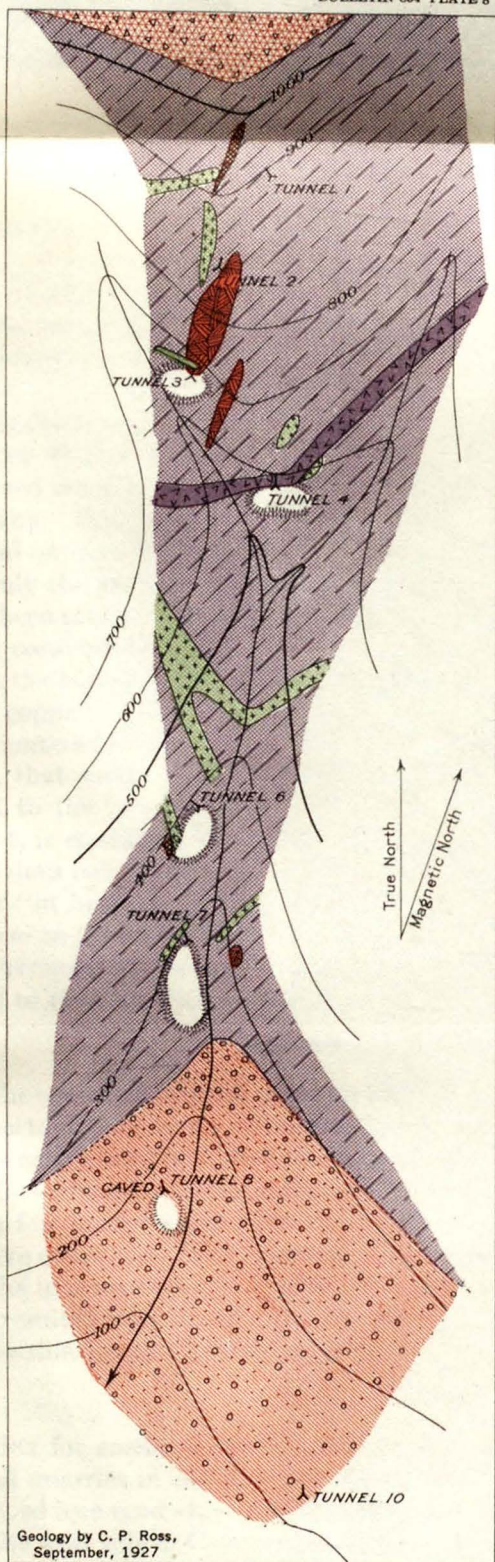 BULLETIN 854 PLATE 8
1000
900
TUNNEL 1
TUNNEL 2
800
TUNNEL 3
TUNNEL 4
700
600
500
TUNNEL 6
400
True North
Magnetic North
TUNNEL 7
300
CAVED
TUNNEL 8
200
100
TUNNEL 10
Geology by C. P. Ross,
September, 1927